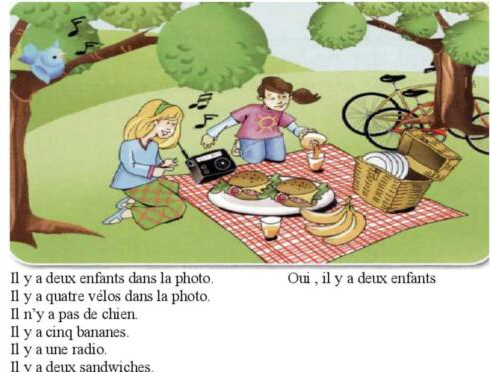 Il y a deux enfants dans la photo. Oui , il y a deux enfants
Il y a quatre vélos dans la photo.
Il n’y a pas de chien.
Il y a cinq bananes.
Il y a une radio.
Il y a deux sandwiches.